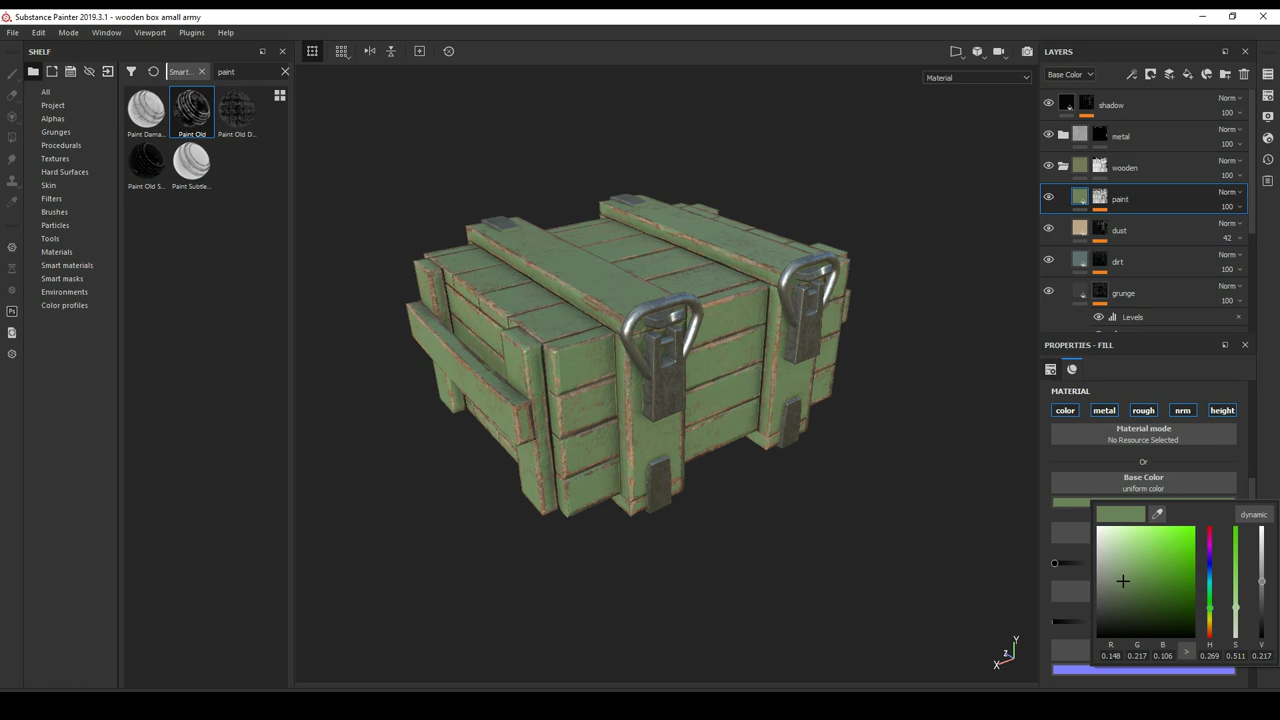 Substance Painter 2019.3.1 - wooden box amall army
File Edit Mode Window Viewport Plugins Help
SHELF
Smart... paint
All
Project
Alphas
Grunges
Procedurals
Textures
Hard Surfaces
Skin
Filters
Brushes
Particles
Tools
Materials
Smart materials
Smart masks
Environments
Color profiles
Paint Dama... Paint Old Paint Old D...
Paint Old S... Paint Subtle...
Material
Y
Z
X
LAYERS
Base Color
shadow Norm 100
metal Norm 100
wooden Norm 100
paint Norm 100
dust Norm 42
dirt Norm 100
grunge Norm 100
Levels
PROPERTIES - FILL
MATERIAL
color metal rough nrm height
Material mode
No Resource Selected
Or
Base Color
uniform color
dynamic
R G B > H S V
0.148 0.217 0.106 0.269 0.511 0.217
Ps